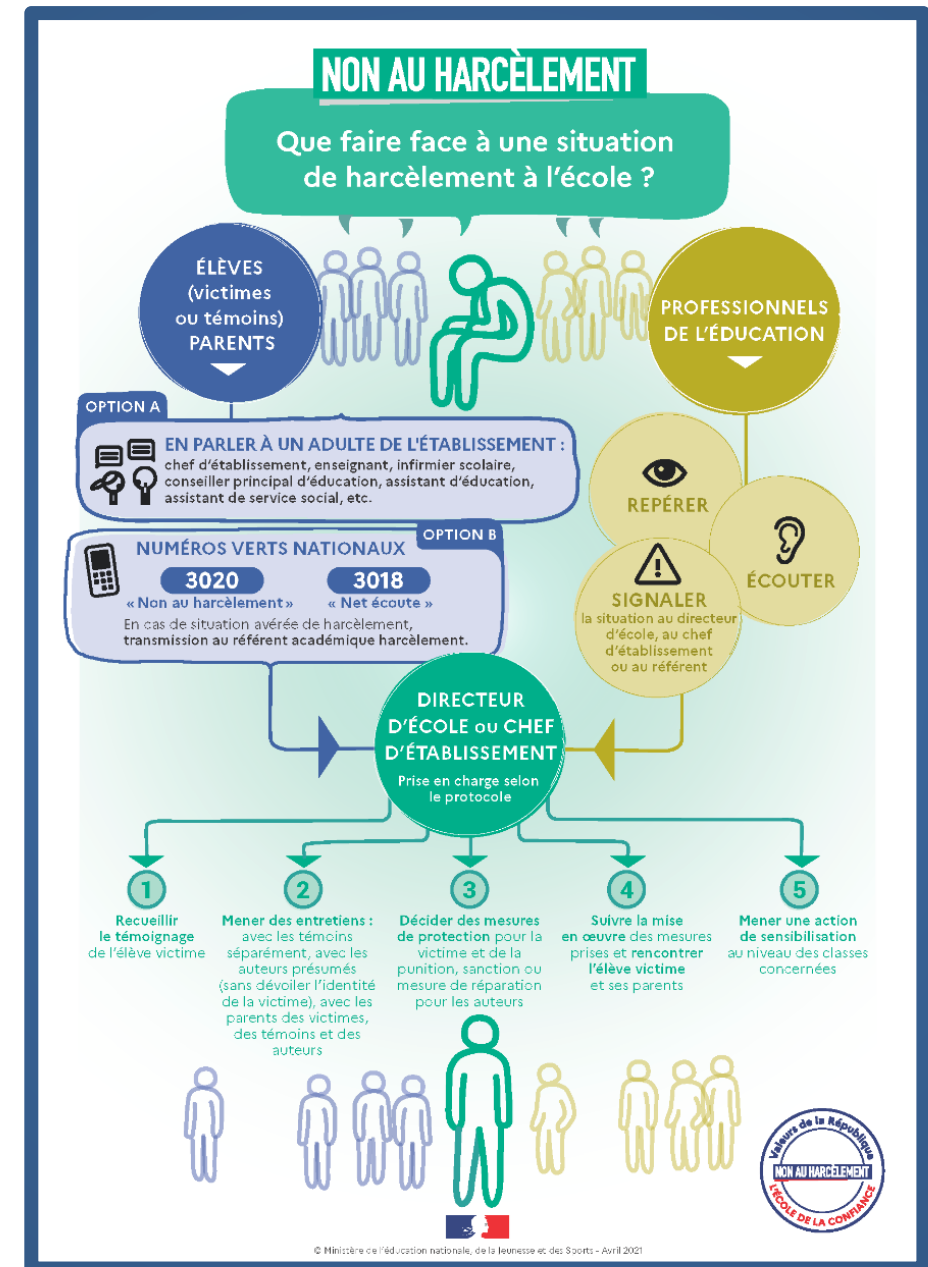 NON AU HARCÈLEMENT
Que faire face à une situation
de harcèlement à l'école ?
ÉLÈVES
(victimes
ou témoins)
PARENTS
PROFESSIONNELS
DE L'ÉDUCATION
OPTION A
EN PARLER À UN ADULTE DE L'ÉTABLISSEMENT :
chef d'établissement, enseignant, infirmier scolaire,
conseiller principal d'éducation, assistant d'éducation,
assistant de service social, etc.
OPTION B
NUMÉROS VERTS NATIONAUX
3020
« Non au harcèlement »
3018
« Net écoute »
En cas de situation avérée de harcèlement,
transmission au référent académique harcèlement.
REPÉRER
ÉCOUTER
SIGNALER
la situation au directeur
d'école, au chef
d'établissement
ou au référent
DIRECTEUR
D'ÉCOLE OU CHEF
D'ÉTABLISSEMENT
Prise en charge selon
le protocole
1
Recueillir
le témoignage
de l'élève victime
2
Mener des entretiens :
avec les témoins
séparément, avec les
auteurs présumés
(sans dévoiler l'identité
de la victime), avec les
parents des victimes,
des témoins et des
auteurs
3
Décider des mesures
de protection pour la
victime et de la
punition, sanction ou
mesure de réparation
pour les auteurs
4
Suivre la mise
en œuvre des mesures
prises et rencontrer
l'élève victime
et ses parents
5
Mener une action
de sensibilisation
au niveau des classes
concernées
Valeurs de la République
NON AU HARCÈLEMENT
L'ÉCOLE DE LA CONFIANCE
© Ministère de l'éducation nationale, de la Jeunesse et des Sports - Avril 2021